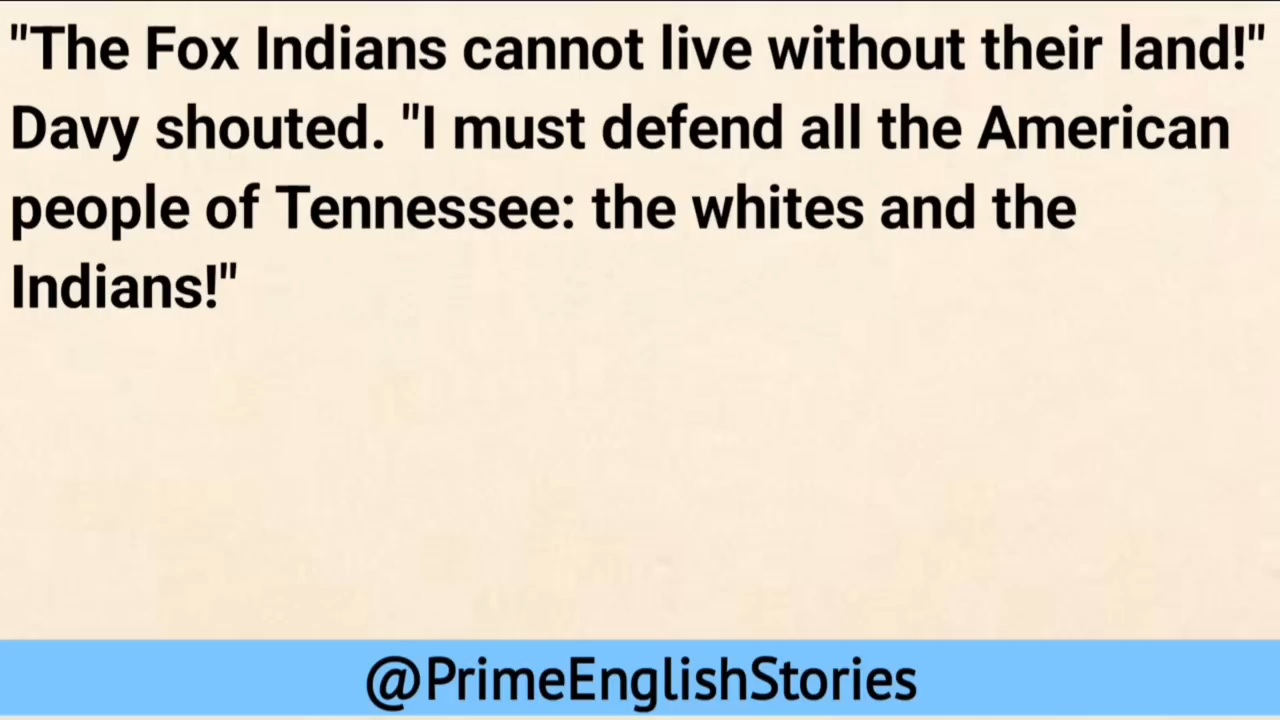 "The Fox Indians cannot live without their land!"
Davy shouted. "I must defend all the American
people of Tennessee: the whites and the
Indians!"
@PrimeEnglishStories